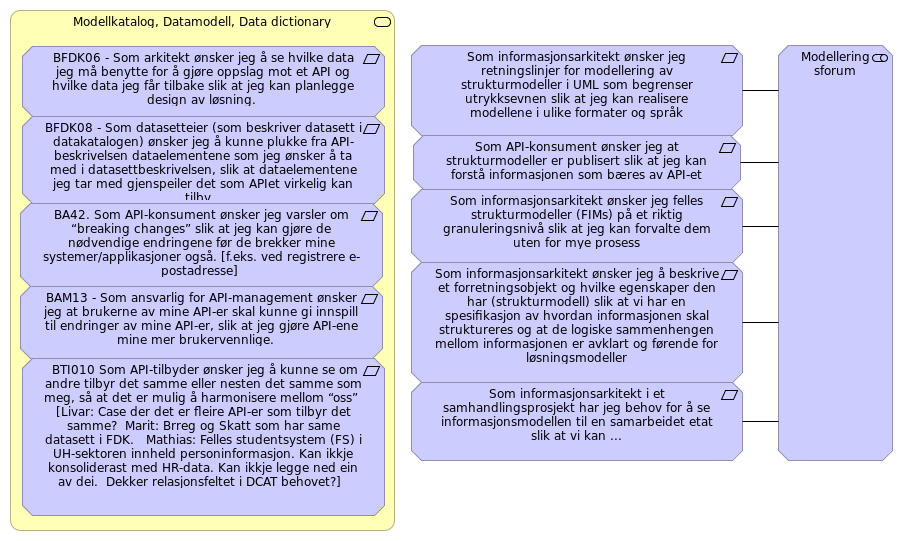 Modellkatalog, Datamodell, Data dictionary
BFDK06 - Som arkitekt ønsker jeg å se hvilke data
jeg må benytte for å gjøre oppslag mot et API og
hvilke data jeg får tilbake slik at jeg kan planlegge
design av løsning.
BFDK08 - Som datasetteier (som beskriver datasett i
datakatalogen) ønsker jeg å kunne plukke fra API-
beskrivelsen dataelementene som jeg ønsker å ta
med i datasettbeskrivelsen, slik at dataelementene
jeg tar med gjenspeiler det som APIet virkelig kan
tilby.
BA42. Som API-konsument ønsker jeg varsler om
“breaking changes” slik at jeg kan gjøre de
nødvendige endringene før de brekker mine
systemer/applikasjoner også. [f.eks. ved registrere e-
postadresse]
BAM13 - Som ansvarlig for API-management ønsker
jeg at brukerne av mine API-er skal kunne gi innspill
til endringer av mine API-er, slik at jeg gjøre API-ene
mine mer brukervennlige.
BTI010 Som API-tilbyder ønsker jeg å kunne se om
andre tilbyr det samme eller nesten det samme som
meg, så at det er mulig å harmonisere mellom “oss”
[Livar: Case der det er fleire API-er som tilbyr det
samme? Marit: Brreg og Skatt som har same
datasett i FDK. Mathias: Felles studentsystem (FS) i
UH-sektoren innheld personinformasjon. Kan ikkje
konsoliderast med HR-data. Kan ikkje legge ned ein
av dei. Dekker relasjonsfeltet i DCAT behovet?]
Som informasjonsarkitekt ønsker jeg
retningslinjer for modellering av
strukturmodeller i UML som begrenser
utrykksevnen slik at jeg kan realisere
modellene i ulike formater og språk
Som API-konsument ønsker jeg at
strukturmodeller er publisert slik at jeg kan
forstå informasjonen som bæres av API-et
Som informasjonsarkitekt ønsker jeg felles
strukturmodeller (FIMs) på et riktig
granuleringsnivå slik at jeg kan forvalte dem
uten for mye prosess
Som informasjonsarkitekt ønsker jeg å beskrive
et forretningsobjekt og hvilke egenskaper den
har (strukturmodell) slik at vi har en
spesifikasjon av hvordan informasjonen skal
struktureres og at de logiske sammenhengen
mellom informasjonen er avklart og førende for
løsningsmodeller
Som informasjonsarkitekt i et
samhandlingsprosjekt har jeg behov for å se
informasjonsmodellen til en samarbeidet etat
slik at vi kan ...
Modellering
sforum